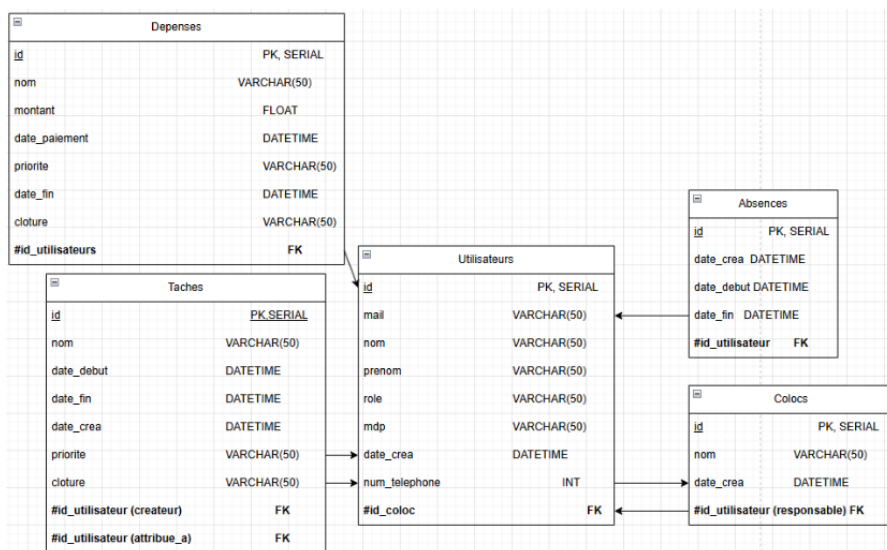 Depenses
id PK, SERIAL
nom VARCHAR(50)
montant FLOAT
date_paiement DATETIME
priorite VARCHAR(50)
date_fin DATETIME
cloture VARCHAR(50)
#id_utilisateurs FK
Taches
id PK,SERIAL
nom VARCHAR(50)
date_debut DATETIME
date_fin DATETIME
date_crea DATETIME
priorite VARCHAR(50)
cloture VARCHAR(50)
#id_utilisateur (createur) FK
#id_utilisateur (attribue_a) FK
Utilisateurs
id PK, SERIAL
mail VARCHAR(50)
nom VARCHAR(50)
prenom VARCHAR(50)
role VARCHAR(50)
mdp VARCHAR(50)
date_crea DATETIME
num_telephone INT
#id_coloc FK
Absences
id PK, SERIAL
date_crea DATETIME
date_debut DATETIME
date_fin DATETIME
#id_utilisateur FK
Colocs
id PK, SERIAL
nom VARCHAR(50)
date_crea DATETIME
#id_utilisateur (responsable) FK